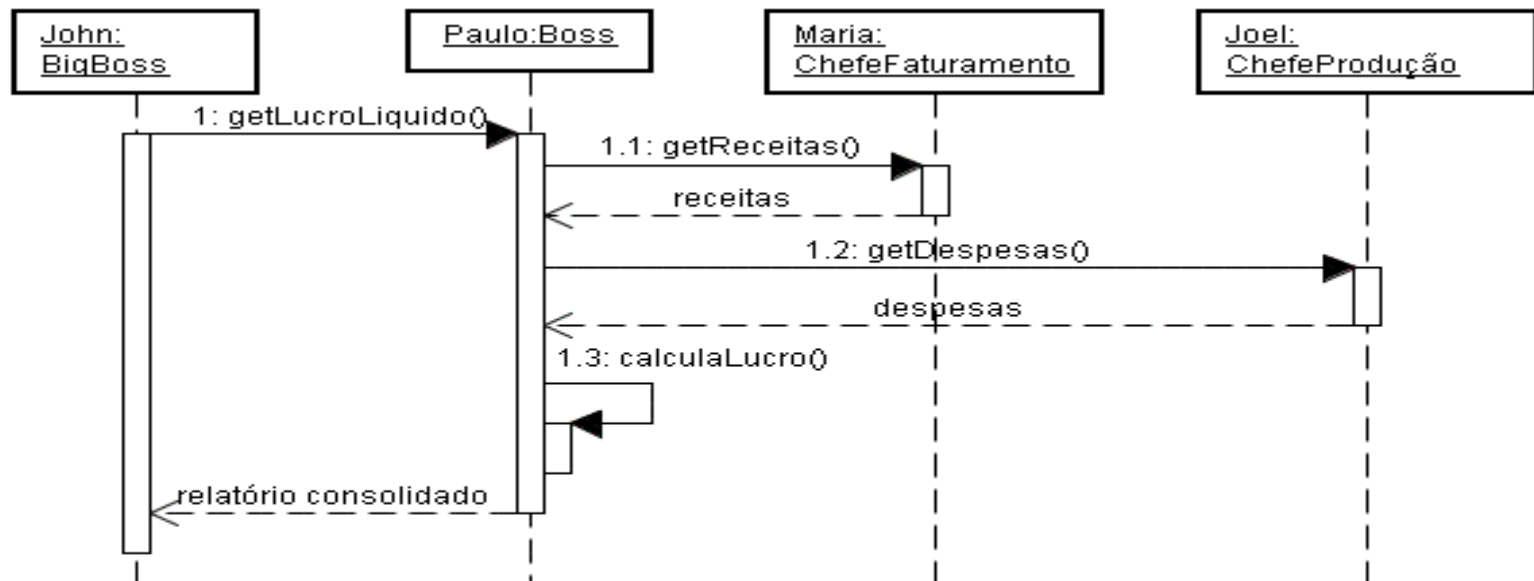 John:
BigBoss
Paulo:Boss
Maria:
ChefeFaturamento
Joel:
ChefeProdução
1: getLucroLiquido()
1.1: getReceitas()
receitas
1.2: getDespesas()
despesas
1.3: calculaLucro()
relatório consolidado